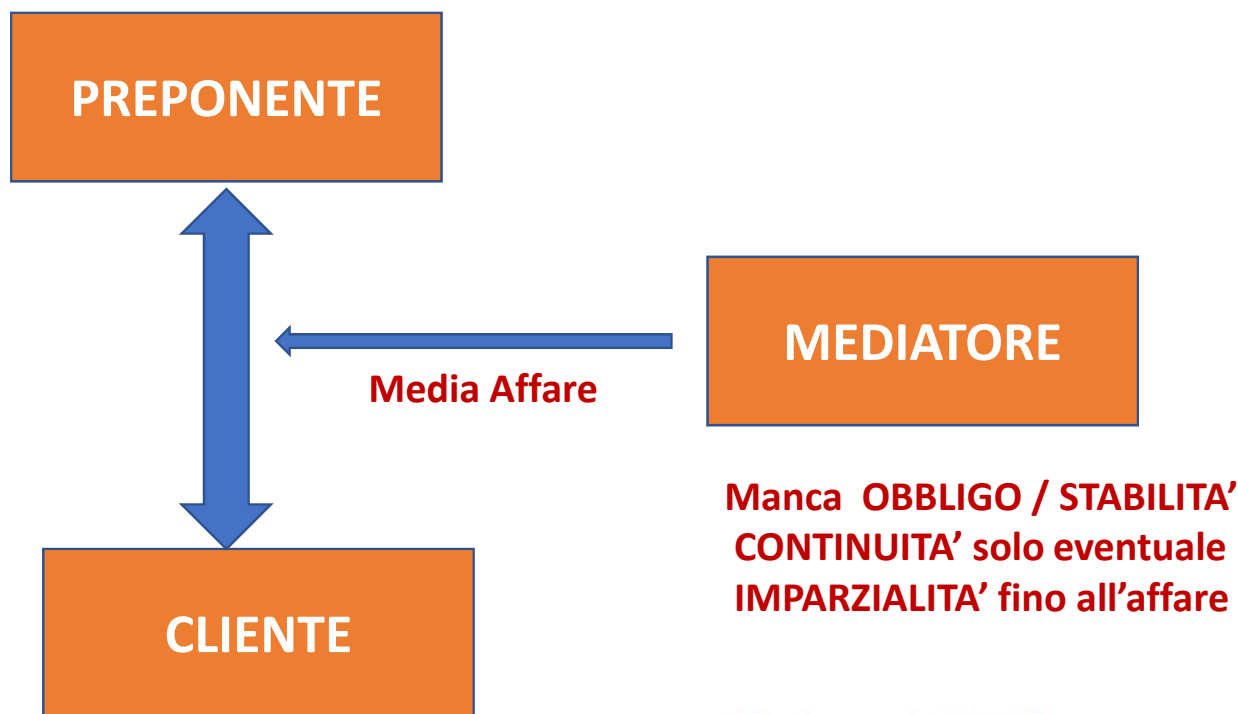 PREPONENTE
MEDIATORE
Media Affare
Manca OBBLIGO / STABILITA’
CONTINUITA’ solo eventuale
IMPARZIALITA’ fino all’affare
CLIENTE